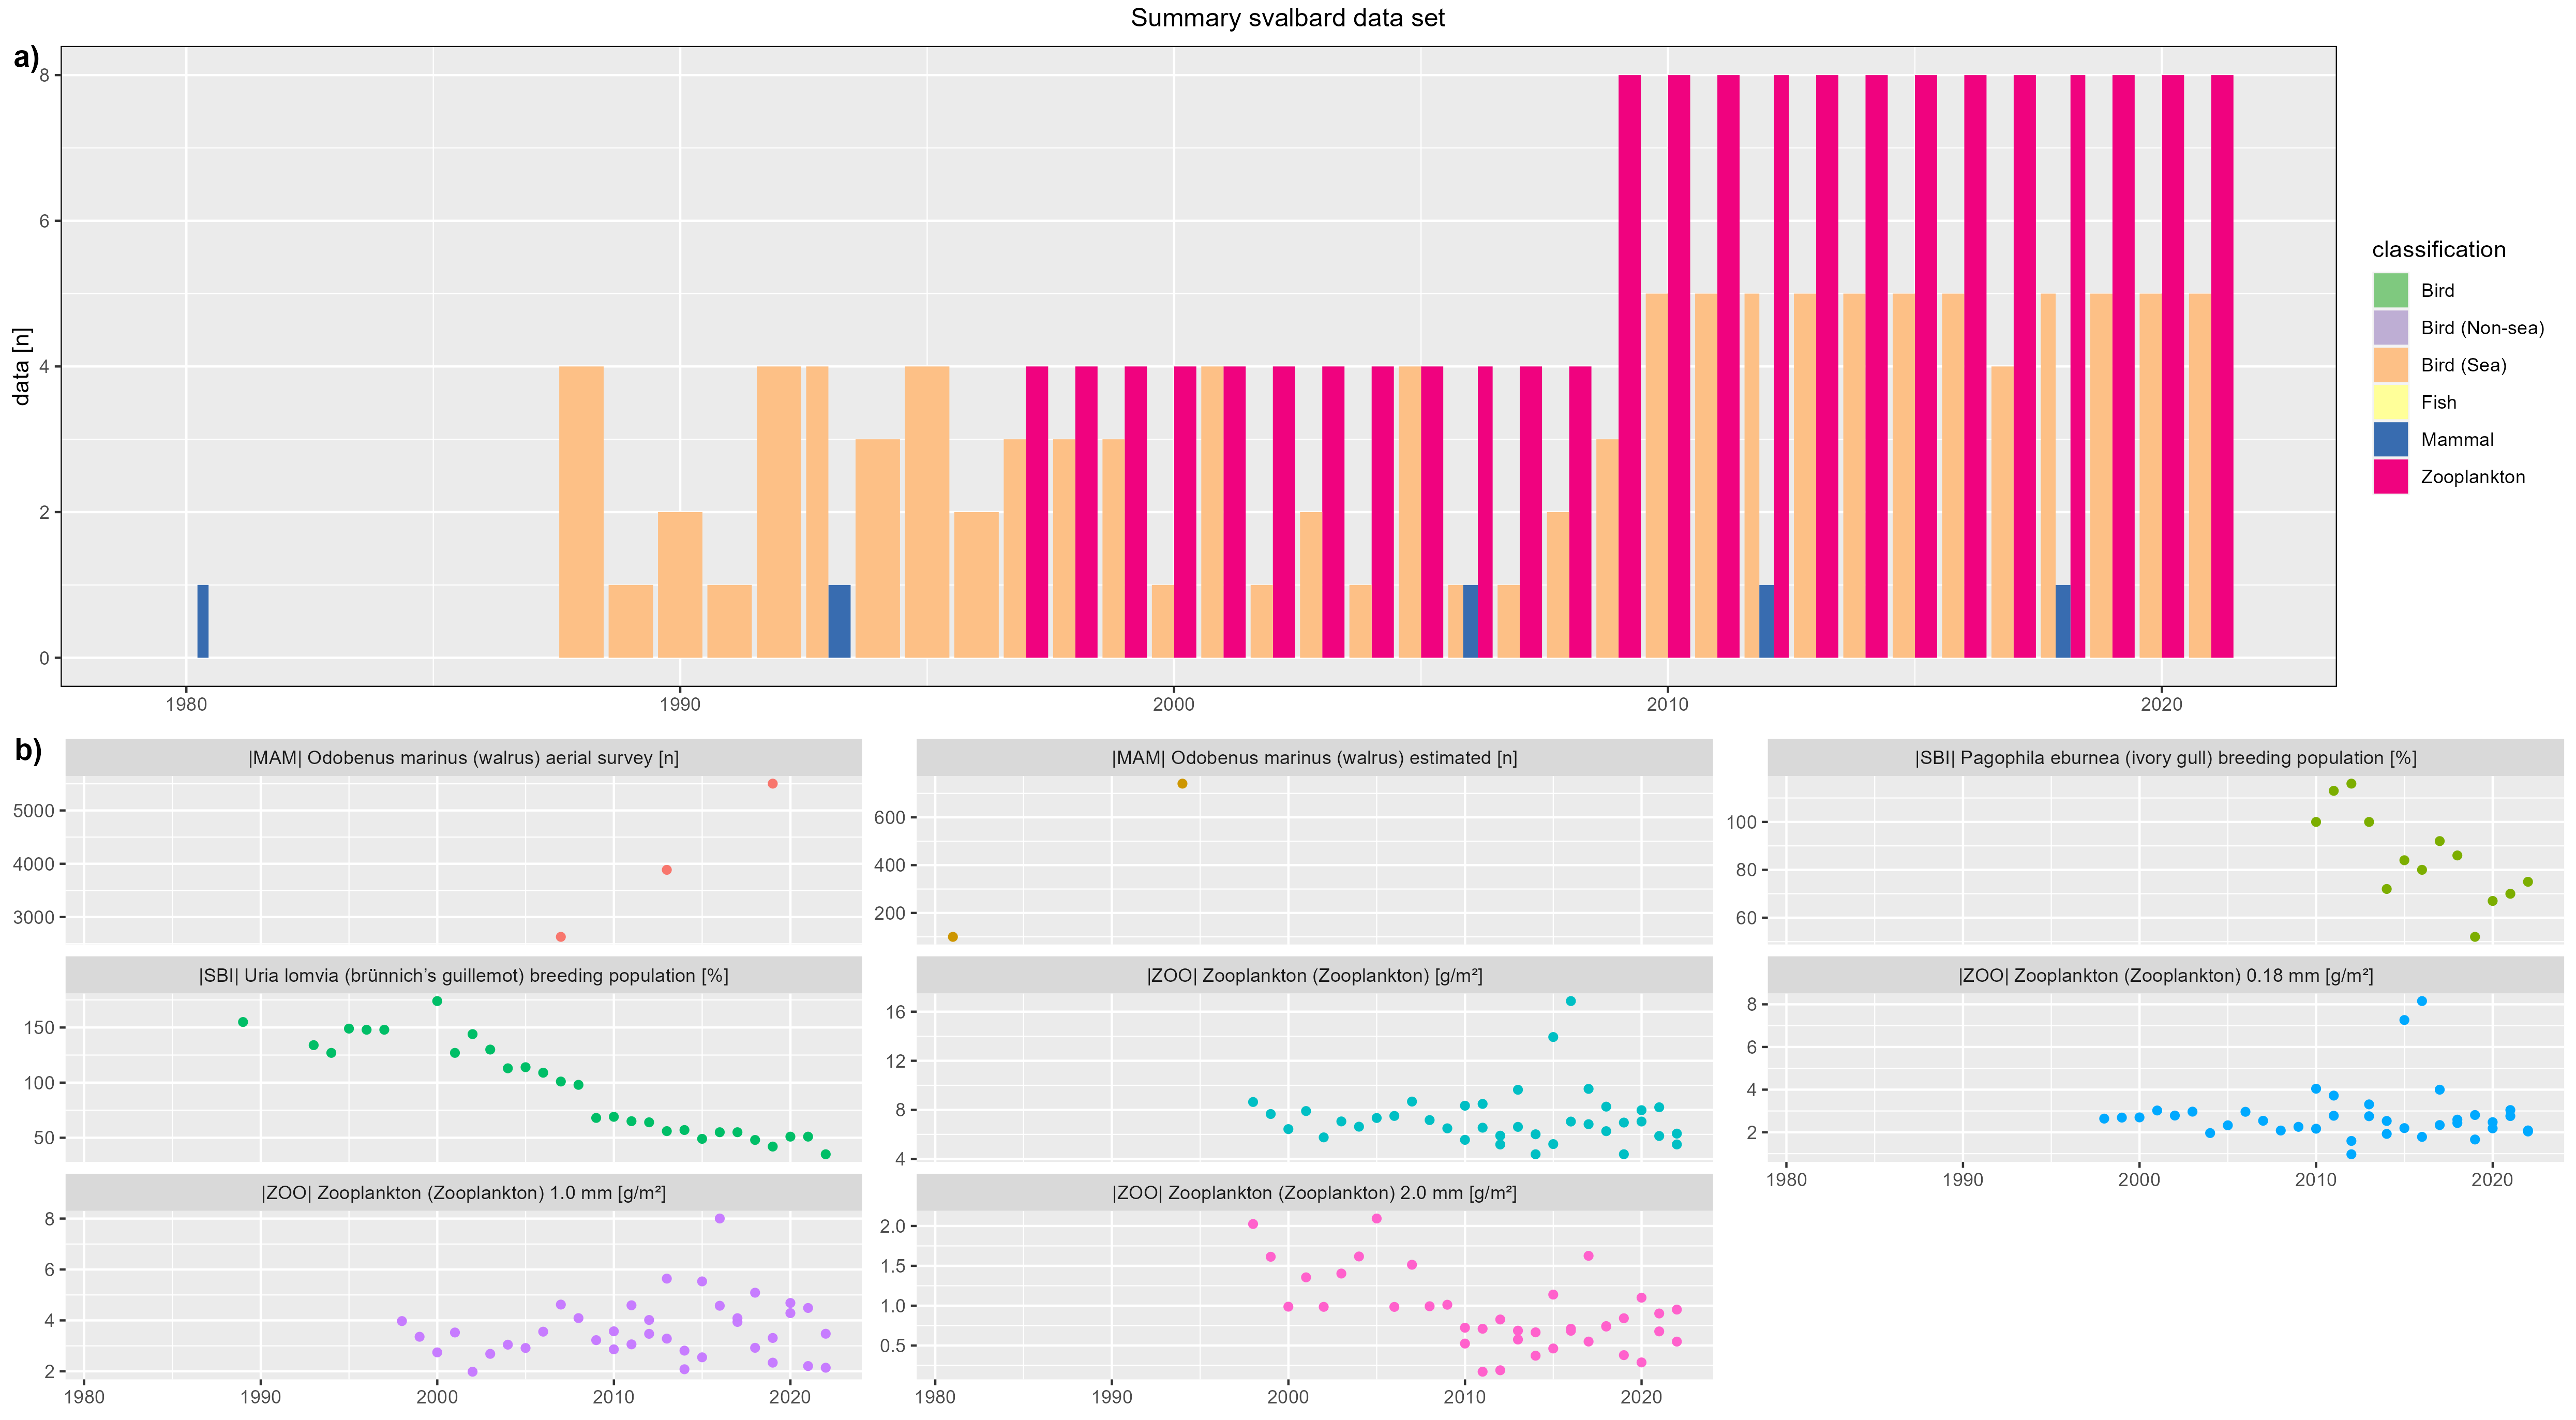 Summary svalbard data set
a)
data [n]
8
6
4
2
0
1980 1990 2000 2010 2020
classification
Bird
Bird (Non-sea)
Bird (Sea)
Fish
Mammal
Zooplankton
b)
|MAM| Odobenus marinus (walrus) aerial survey [n]
5000
4000
3000
|MAM| Odobenus marinus (walrus) estimated [n]
600
400
200
|SBI| Pagophila eburnea (ivory gull) breeding population [%]
100
80
60
|SBI| Uria lomvia (brünnich’s guillemot) breeding population [%]
150
100
50
|ZOO| Zooplankton (Zooplankton) [g/m²]
16
12
8
4
|ZOO| Zooplankton (Zooplankton) 0.18 mm [g/m²]
8
6
4
2
1980 1990 2000 2010 2020
|ZOO| Zooplankton (Zooplankton) 1.0 mm [g/m²]
8
6
4
2
1980 1990 2000 2010 2020
|ZOO| Zooplankton (Zooplankton) 2.0 mm [g/m²]
2.0
1.5
1.0
0.5
1980 1990 2000 2010 2020